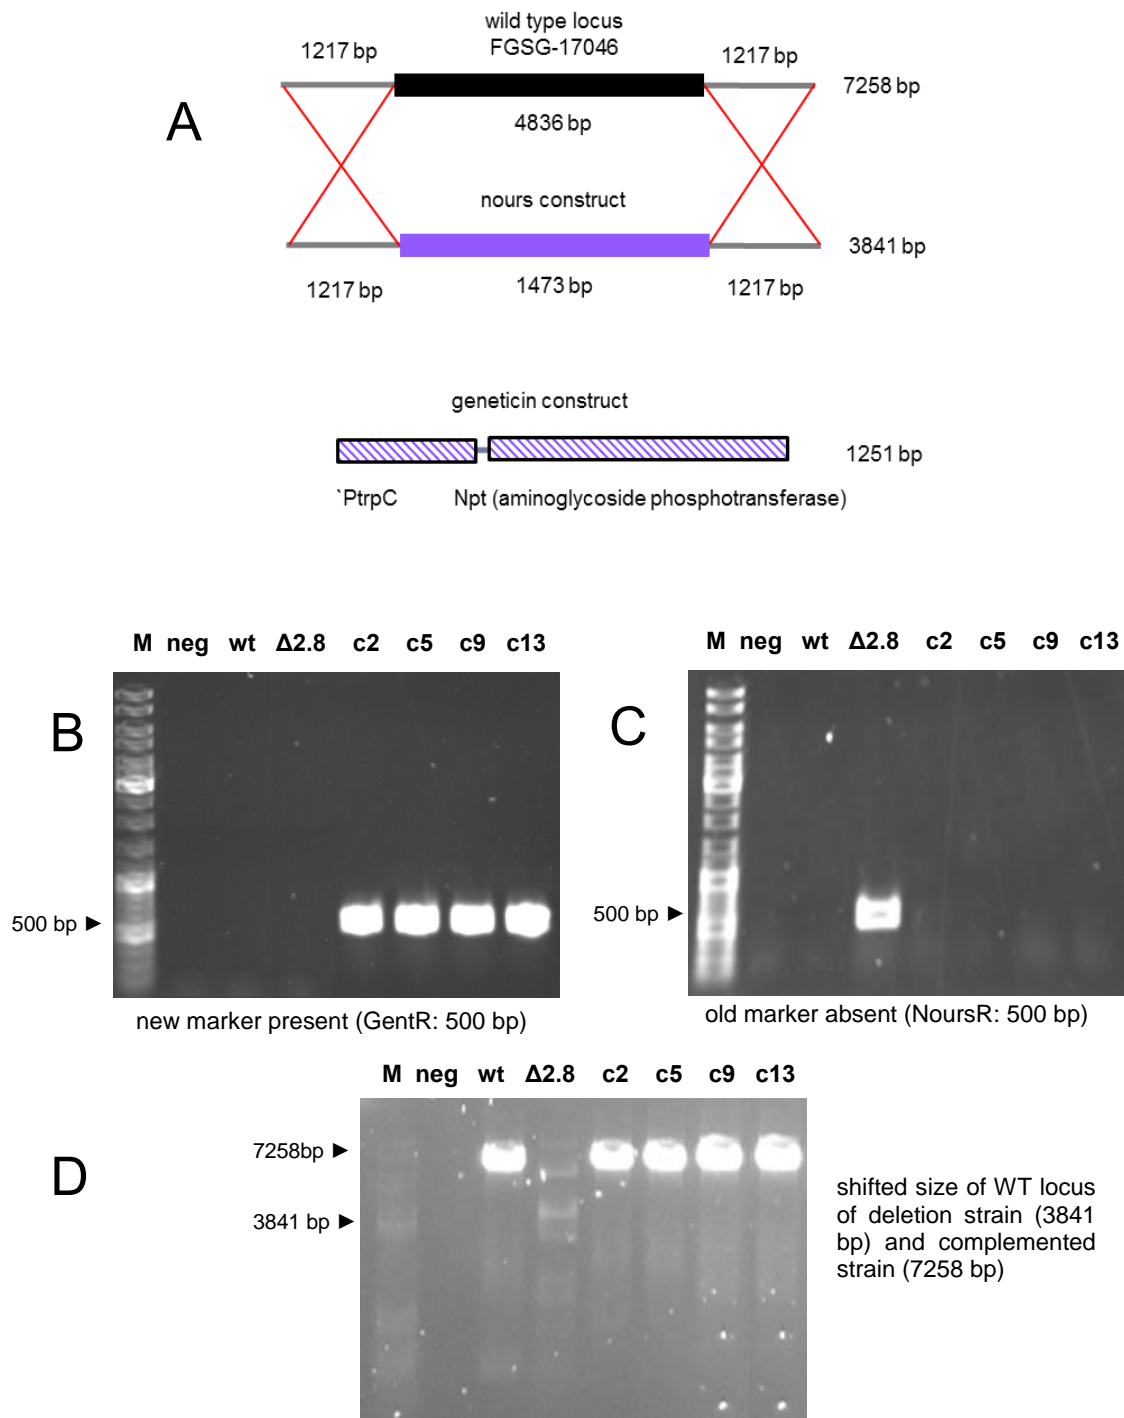 wild type locus
FGSG-17046
1217 bp
1217 bp
7258 bp
A
4836 bp
nours construct
3841 bp
1217 bp
1473 bp
1217 bp
geneticin construct
1251 bp
`PtrpC
Npt (aminoglycoside phosphotransferase)
M neg wt Δ2.8 c2 c5 c9 c13
B
500 bp ►
new marker present (GentR: 500 bp)
M neg wt Δ2.8 c2 c5 c9 c13
C
500 bp ►
old marker absent (NoursR: 500 bp)
M neg wt Δ2.8 c2 c5 c9 c13
D
7258bp ►
3841 bp ►
shifted size of WT locus
of deletion strain (3841
bp) and complemented
strain (7258 bp)